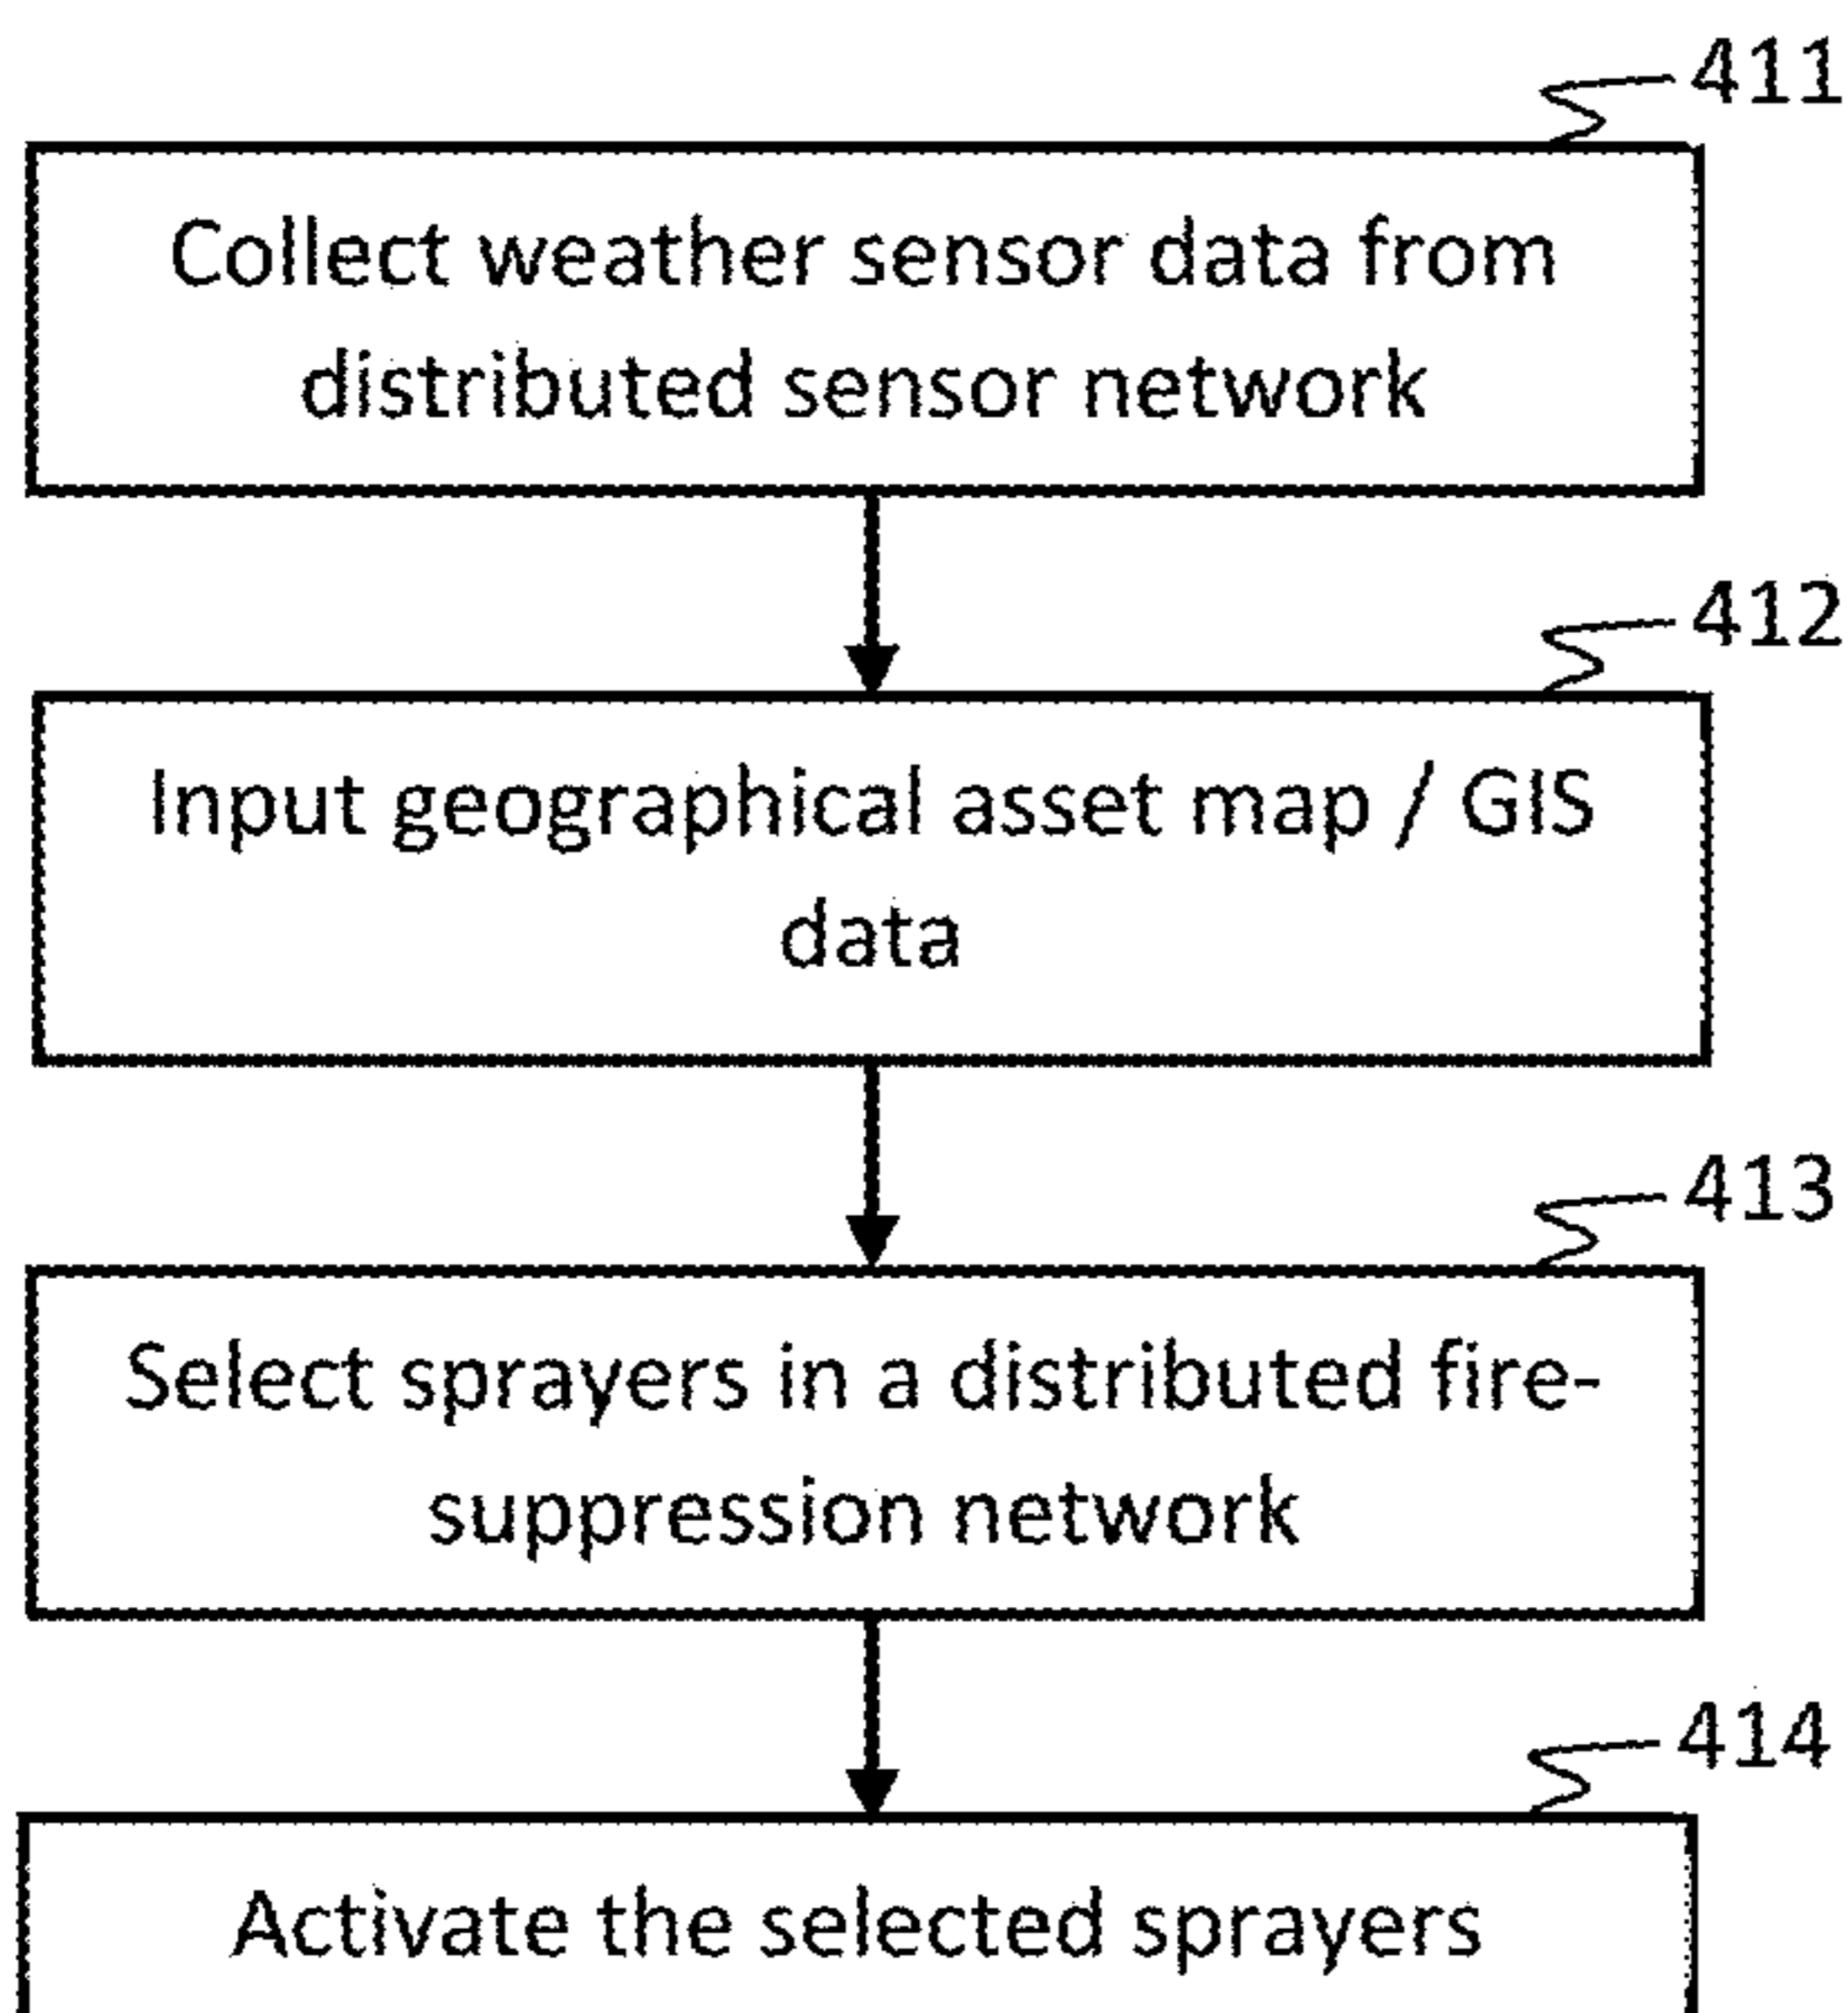 411
Collect weather sensor data from
distributed sensor network
412
Input geographical asset map / GIS
data
413
Select sprayers in a distributed fire-
suppression network
414
Activate the selected sprayers